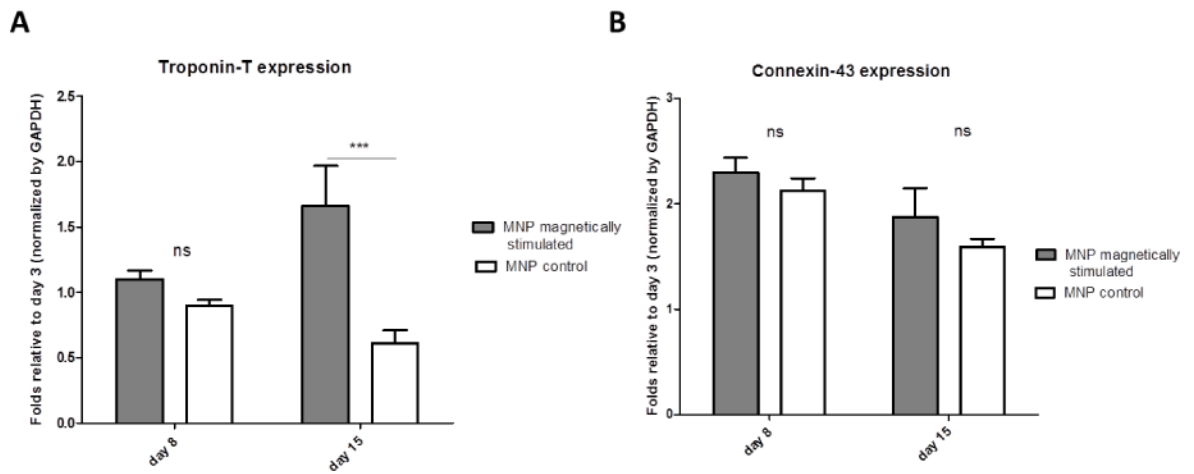 A
Troponin-T expression
Folds relative to day 3 (normalized by GAPDH)
2.5
2.0
1.5
1.0
0.5
0.0
ns
***
day 8
day 15
MNP magnetically
stimulated
MNP control
B
Connexin-43 expression
Folds relative to day 3 (normalized by GAPDH)
3
2
1
0
ns
ns
day 8
day 15
MNP magnetically
stimulated
MNP control